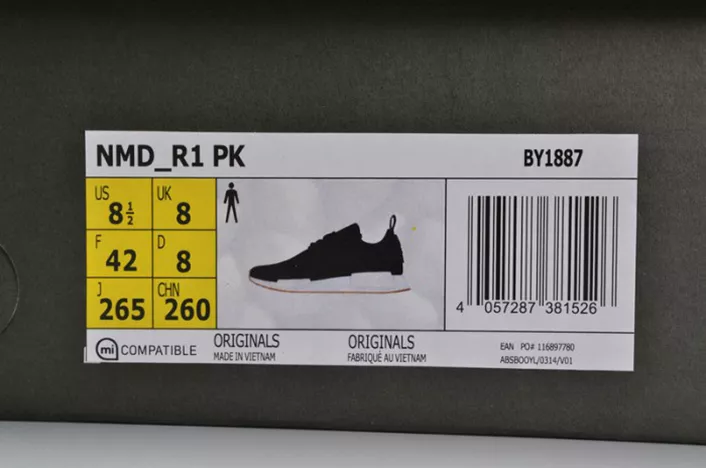 NMD_R1 PK BY1887
US 8½ UK 8
F 42 D 8
J 265 CHN 260
4 057287 381526
mi COMPATIBLE
ORIGINALS ORIGINALS
MADE IN VIETNAM FABRIQUÉ AU VIETNAM
EAN PO# 116897780
ABSBOOYL/0314/V01